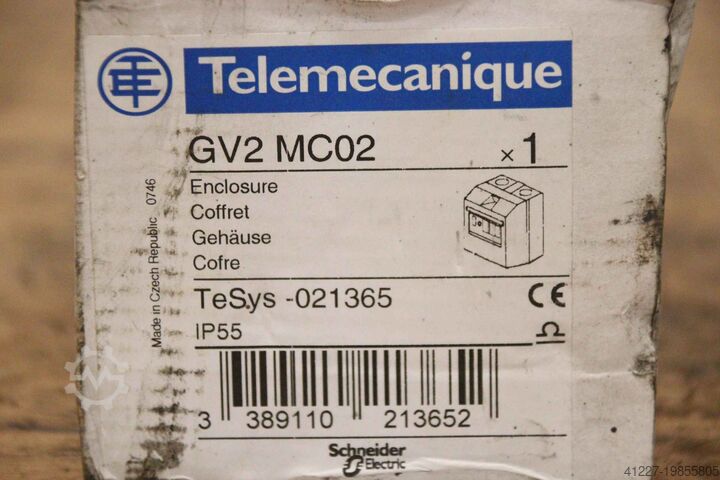 Telemecanique
GV2 MC02
×1
Enclosure
Coffret
Gehäuse
Cofre
Made in Czech Republic 0746
TeSys -021365
CE
IP55
3 389110 213652
Schneider
Electric
41227-19855805